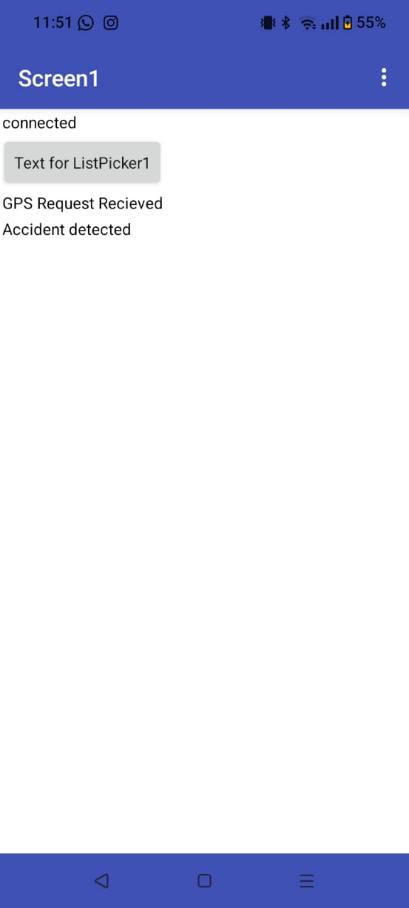 11:51 55%
Screen1
connected
Text for ListPicker1
GPS Request Recieved
Accident detected